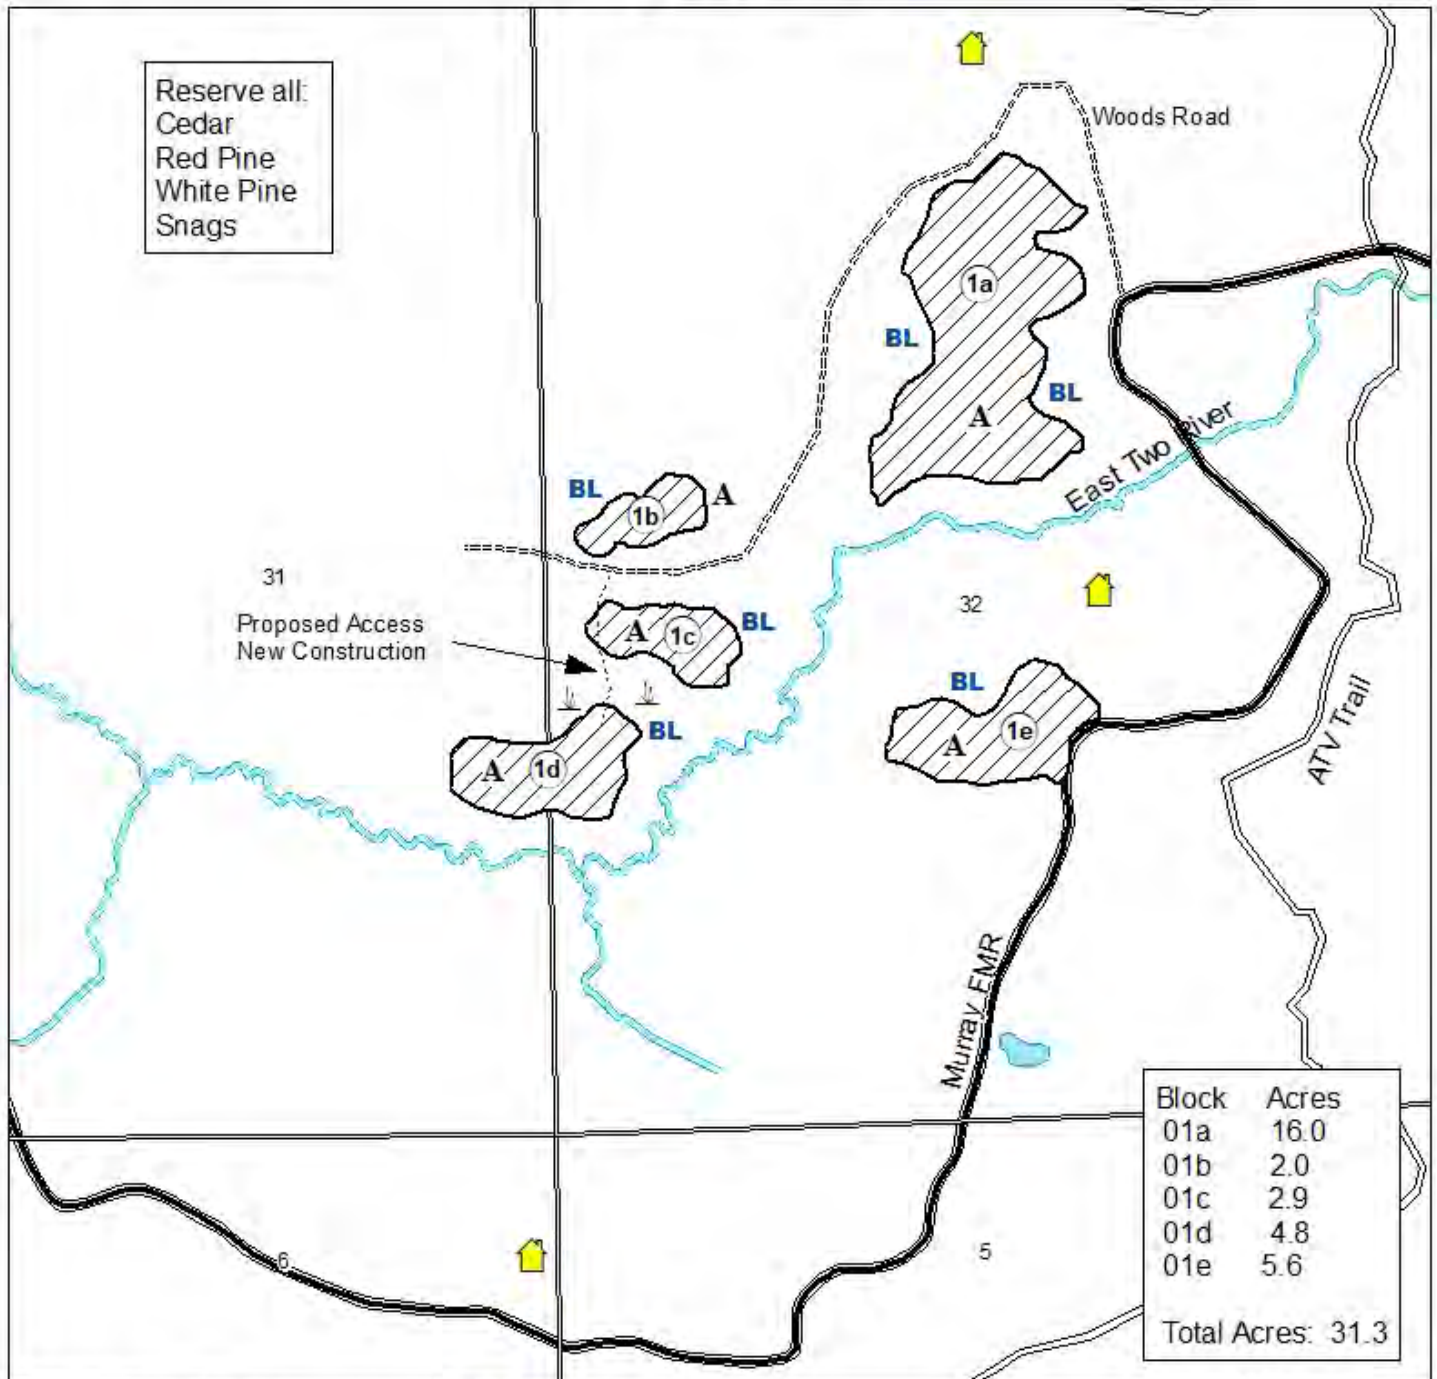 Reserve all:
Cedar
Red Pine
White Pine
Snags
Woods Road
1a
BL
BL
A
East Two River
BL
1b
A
31
Proposed Access
New Construction
A
1c
BL
32
BL
1e
A
BL
A
1d
ATV Trail
Murray FMR
6
5
Block Acres
01a 16.0
01b 2.0
01c 2.9
01d 4.8
01e 5.6
Total Acres: 31.3